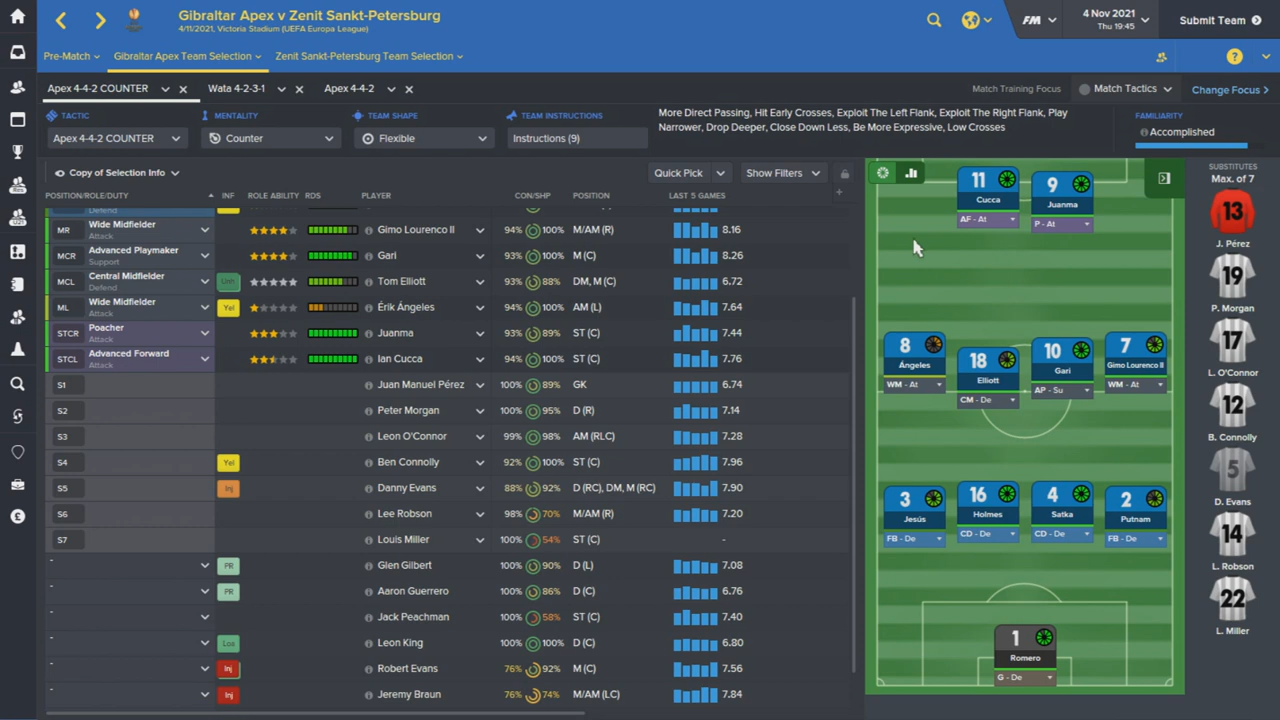 Gibraltar Apex v Zenit Sankt-Petersburg
4/11/2021, Victoria Stadium (UEFA Europa League)
FM
4 Nov 2021
Thu 19:45
Submit Team
Pre-Match
Gibraltar Apex Team Selection
Zenit Sankt-Petersburg Team Selection
?
Apex 4-4-2 COUNTER
Wata 4-2-3-1
Apex 4-4-2
Match Training Focus
Match Tactics
Change Focus >
TACTIC
MENTALITY
TEAM SHAPE
TEAM INSTRUCTIONS
Apex 4-4-2 COUNTER
Counter
Flexible
Instructions (9)
More Direct Passing, Hit Early Crosses, Exploit The Left Flank, Exploit The Right Flank, Play
Narrower, Drop Deeper, Close Down Less, Be More Expressive, Low Crosses
FAMILIARITY
Accomplished
Copy of Selection Info
Quick Pick
Show Filters
POSITION/ROLE/DUTY INF ROLE ABILITY RDS PLAYER CON/SHP POSITION LAST 5 GAMES
Defend
MR Wide Midfielder Attack Gimo Lourenco II 94% 100% M/AM (R) 8.16
MCR Advanced Playmaker Support Gari 93% 100% M (C) 8.26
MCL Central Midfielder Defend Unh Tom Elliott 93% 88% DM, M (C) 6.72
ML Wide Midfielder Attack Yel Érik Ángeles 94% 100% AM (L) 7.64
STCR Poacher Attack Juanma 93% 89% ST (C) 7.44
STCL Advanced Forward Attack Ian Cucca 94% 100% ST (C) 7.76
S1 Juan Manuel Pérez 100% 89% GK 6.74
S2 Peter Morgan 100% 95% D (R) 7.14
S3 Leon O'Connor 99% 98% AM (RLC) 7.28
S4 Yel Ben Connolly 92% 100% ST (C) 7.96
S5 Inj Danny Evans 88% 92% D (RC), DM, M (RC) 7.90
S6 Lee Robson 98% 70% M/AM (R) 7.20
S7 Louis Miller 100% 54% ST (C) -
- PR Glen Gilbert 100% 90% D (L) 7.08
- PR Aaron Guerrero 100% 86% D (C) 6.76
- Jack Peachman 100% 58% ST (C) 7.40
- Loa Leon King 100% 100% D (C) 6.80
- Inj Robert Evans 76% 92% M (C) 7.56
- Inj Jeremy Braun 76% 74% M/AM (LC) 7.84
11
Cucca
AF - At
9
Juanma
P - At
8
Ángeles
WM - At
18
Elliott
CM - De
10
Gari
AP - Su
7
Gimo Lourenco II
WM - At
3
Jesús
FB - De
16
Holmes
CD - De
4
Satka
CD - De
2
Putnam
FB - De
1
Romero
G - De
SUBSTITUTES
Max. of 7
13
J. Pérez
19
P. Morgan
17
L. O'Connor
12
B. Connolly
5
D. Evans
14
L. Robson
22
L. Miller